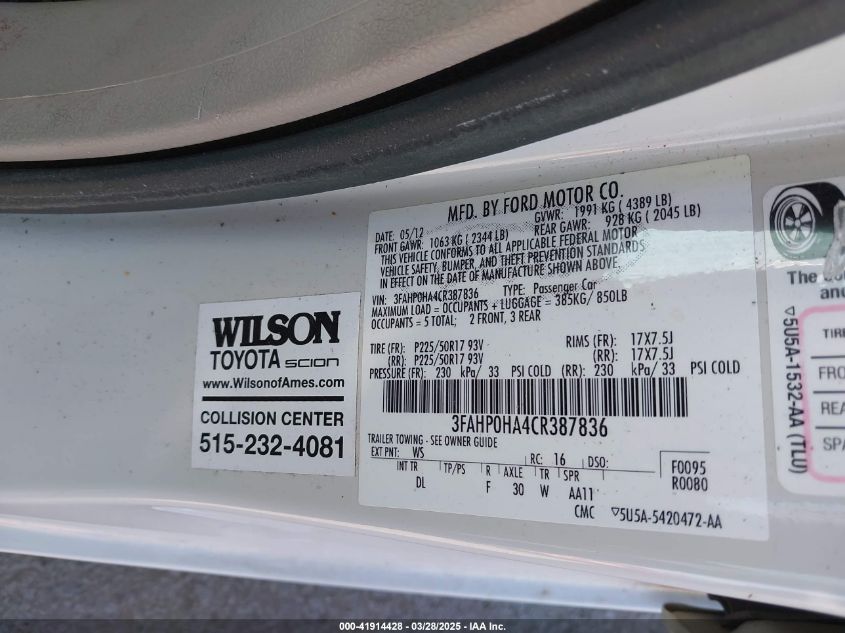 MFD. BY FORD MOTOR CO.
DATE: 05/12 GVWR: 1991 KG ( 4389 LB)
FRONT GAWR: 1063 KG ( 2344 LB) REAR GAWR: 928 KG ( 2045 LB)
THIS VEHICLE CONFORMS TO ALL APPLICABLE FEDERAL MOTOR
VEHICLE SAFETY, BUMPER, AND THEFT PREVENTION STANDARDS
IN EFFECT ON THE DATE OF MANUFACTURE SHOWN ABOVE.
VIN: 3FAHP0HA4CR387836 TYPE: Passenger Car
MAXIMUM LOAD = OCCUPANTS + LUGGAGE = 385KG/ 850LB
OCCUPANTS = 5 TOTAL; 2 FRONT, 3 REAR
TIRE (FR): P225/50R17 93V RIMS (FR): 17X7.5J
(RR): P225/50R17 93V (RR): 17X7.5J
PRESSURE (FR): 230 kPa/ 33 PSI COLD (RR): 230 kPa/ 33 PSI COLD
3FAHP0HA4CR387836
TRAILER TOWING - SEE OWNER GUIDE
EXT PNT: WS RC: 16 DSO: F0095
INT TR TP/PS R AXLE TR SPR R0080
DL F 30 W AA11
CMC ▽5U5A-5420472-AA
WILSON
TOYOTA SCION
www.WilsonofAmes.com
COLLISION CENTER
515-232-4081
The
an
▽5U5A-1532-AA (TLU)
TIRE
FRO
REA
SPA
000-41914428 - 03/28/2025 - IAA Inc.